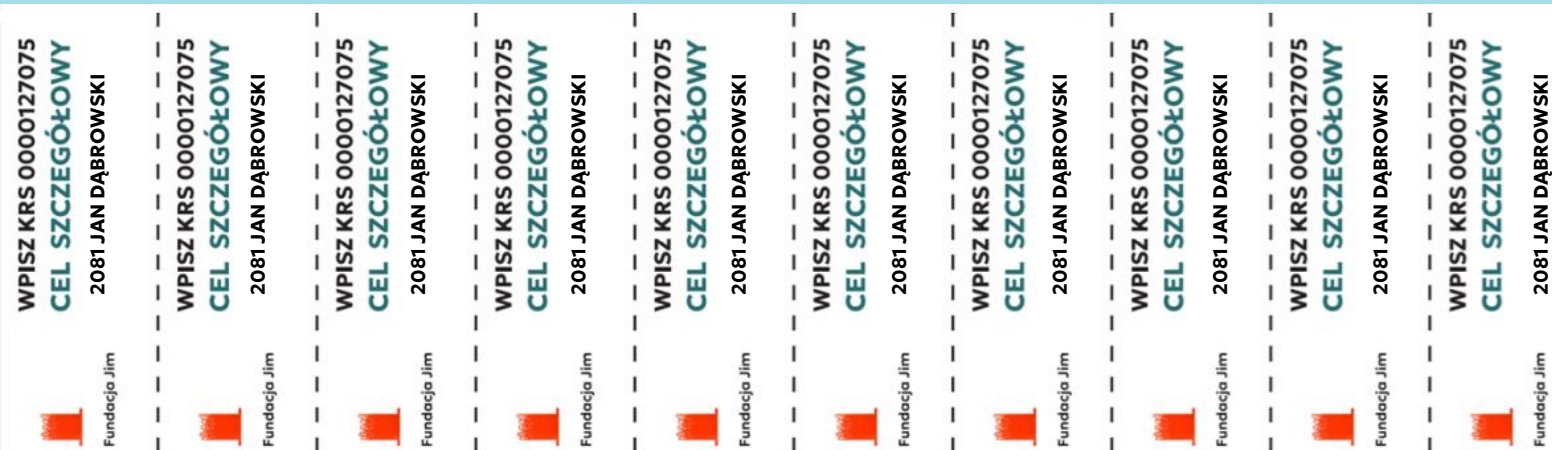 WPISZ KRS 0000127075
CEL SZCZEGÓŁOWY
2081 JAN DĄBROWSKI
Fundacja Jim
WPISZ KRS 0000127075
CEL SZCZEGÓŁOWY
2081 JAN DĄBROWSKI
Fundacja Jim
WPISZ KRS 0000127075
CEL SZCZEGÓŁOWY
2081 JAN DĄBROWSKI
Fundacja Jim
WPISZ KRS 0000127075
CEL SZCZEGÓŁOWY
2081 JAN DĄBROWSKI
Fundacja Jim
WPISZ KRS 0000127075
CEL SZCZEGÓŁOWY
2081 JAN DĄBROWSKI
Fundacja Jim
WPISZ KRS 0000127075
CEL SZCZEGÓŁOWY
2081 JAN DĄBROWSKI
Fundacja Jim
WPISZ KRS 0000127075
CEL SZCZEGÓŁOWY
2081 JAN DĄBROWSKI
Fundacja Jim
WPISZ KRS 0000127075
CEL SZCZEGÓŁOWY
2081 JAN DĄBROWSKI
Fundacja Jim
WPISZ KRS 0000127075
CEL SZCZEGÓŁOWY
2081 JAN DĄBROWSKI
Fundacja Jim
WPISZ KRS 0000127075
CEL SZCZEGÓŁOWY
2081 JAN DĄBROWSKI
Fundacja Jim